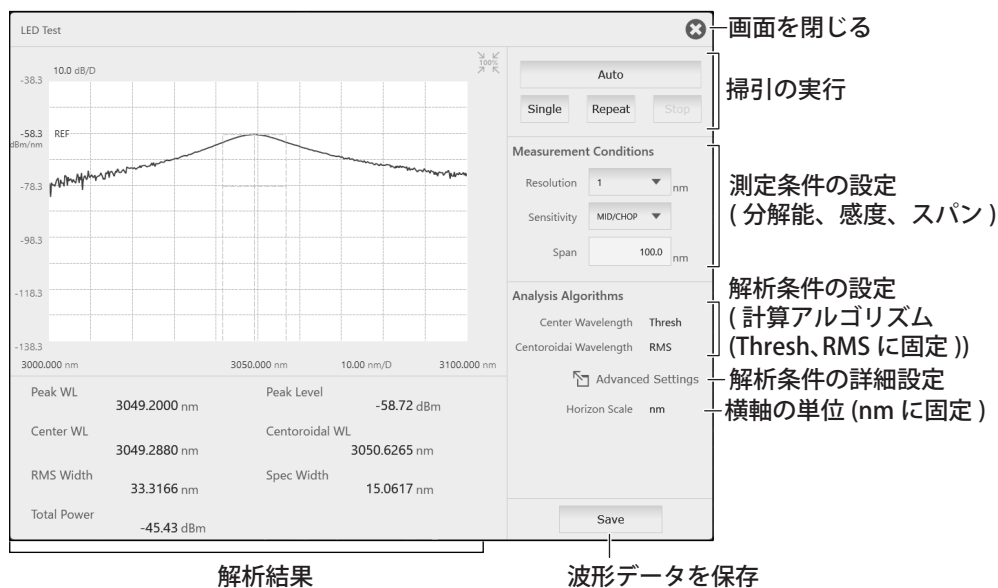 LED Test
画面を閉じる
10.0 dB/D
100%
-38.3
-58.3
REF
dBm/nm
-78.3
-98.3
-118.3
-138.3
3000.000 nm
3050.000 nm
10.00 nm/D
3100.000 nm
Auto
Single Repeat Stop
掃引の実行
Measurement Conditions
Resolution 1 nm
Sensitivity MID/CHOP
Span 100.0 nm
測定条件の設定
( 分解能、感度、スパン )
Analysis Algorithms
Center Wavelength Thresh
Centoroidai Wavelength RMS
解析条件の設定
( 計算アルゴリズム
(Thresh、RMS に固定 ))
Advanced Settings
解析条件の詳細設定
Horizon Scale nm
横軸の単位 (nm に固定 )
Peak WL
3049.2000 nm
Peak Level
-58.72 dBm
Center WL
3049.2880 nm
Centoroidal WL
3050.6265 nm
RMS Width
33.3166 nm
Spec Width
15.0617 nm
Total Power
-45.43 dBm
Save
解析結果
波形データを保存